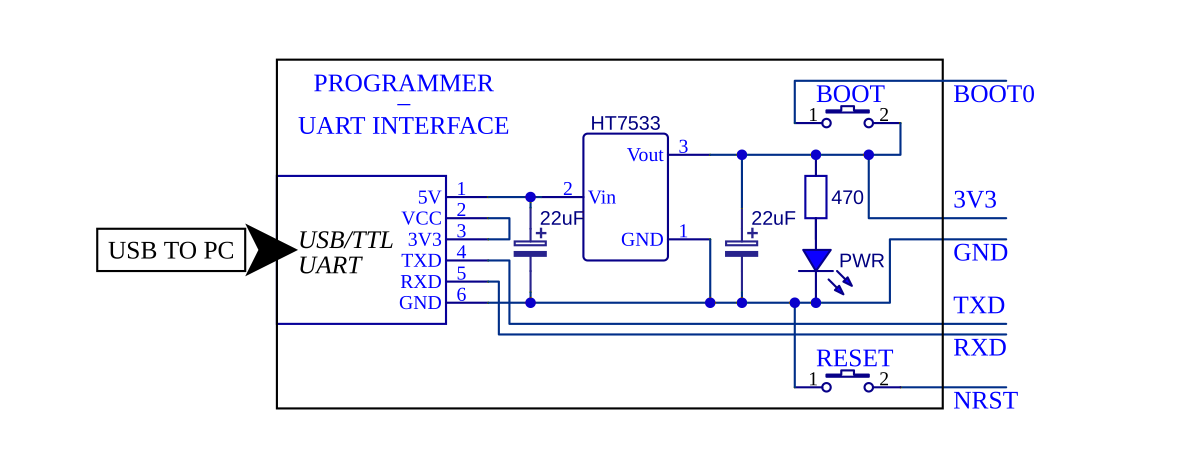 PROGRAMMER
–
UART INTERFACE
USB TO PC
USB/TTL
UART
5V 1
VCC 2
3V3 3
TXD 4
RXD 5
GND 6
22uF
+
HT7533
2 Vin
Vout 3
GND 1
22uF
+
470
PWR
BOOT
1 2
RESET
1 2
BOOT0
3V3
GND
TXD
RXD
NRST